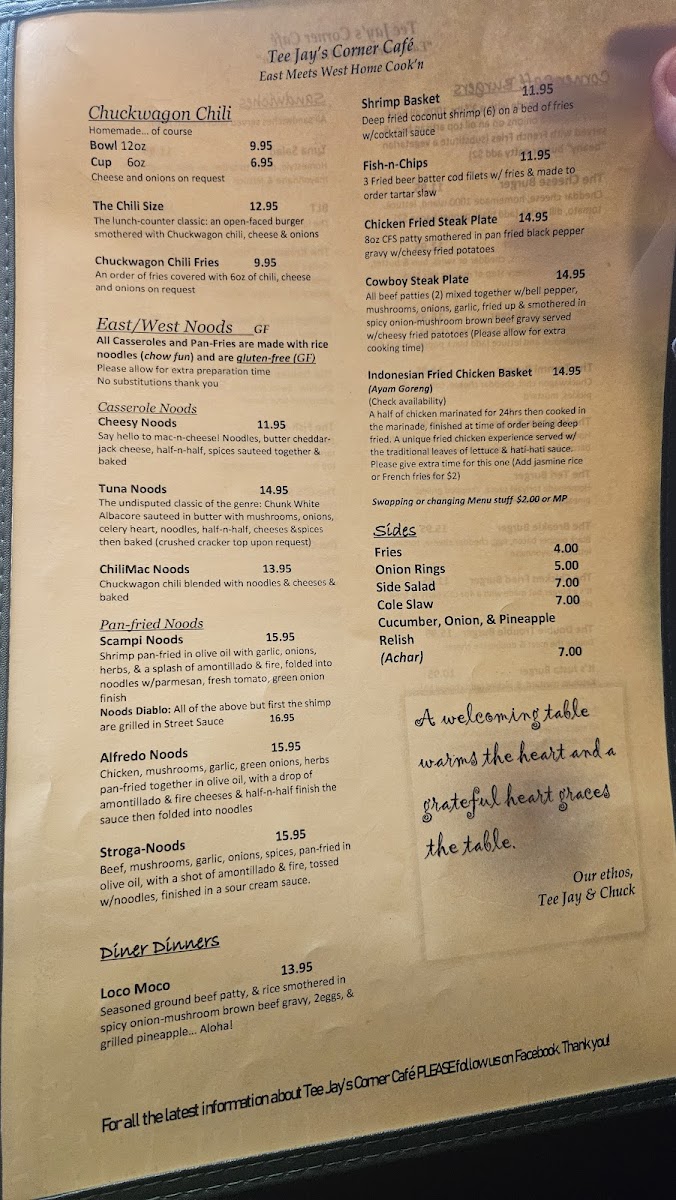 Tee Jay's Corner Café
East Meets West Home Cook'n
Chuckwagon Chili
Homemade... of course
Bowl 12oz 9.95
Cup 6oz 6.95
Cheese and onions on request
The Chili Size 12.95
The lunch-counter classic: an open-faced burger
smothered with Chuckwagon chili, cheese & onions
Chuckwagon Chili Fries 9.95
An order of fries covered with 6oz of chili, cheese
and onions on request
East/West Noods GF
All Casseroles and Pan-Fries are made with rice
noodles (chow fun) and are gluten-free (GF)
Please allow for extra preparation time
No substitutions thank you
Casserole Noods
Cheesy Noods 11.95
Say hello to mac-n-cheese! Noodles, butter cheddar-
jack cheese, half-n-half, spices sauteed together &
baked
Tuna Noods 14.95
The undisputed classic of the genre: Chunk White
Albacore sauteed in butter with mushrooms, onions,
celery heart, noodles, half-n-half, cheeses &spices
then baked (crushed cracker top upon request)
ChiliMac Noods 13.95
Chuckwagon chili blended with noodles & cheeses &
baked
Pan-fried Noods
Scampi Noods 15.95
Shrimp pan-fried in olive oil with garlic, onions,
herbs, & a splash of amontillado & fire, folded into
noodles w/parmesan, fresh tomato, green onion
finish
Noods Diablo: All of the above but first the shimp
are grilled in Street Sauce 16.95
Alfredo Noods 15.95
Chicken, mushrooms, garlic, green onions, herbs
pan-fried together in olive oil, with a drop of
amontillado & fire cheeses & half-n-half finish the
sauce then folded into noodles
Stroga-Noods 15.95
Beef, mushrooms, garlic, onions, spices, pan-fried in
olive oil, with a shot of amontillado & fire, tossed
w/noodles, finished in a sour cream sauce.
Diner Dinners
Loco Moco 13.95
Seasoned ground beef patty, & rice smothered in
spicy onion-mushroom brown beef gravy, 2eggs, &
grilled pineapple... Aloha!
Shrimp Basket 11.95
Deep fried coconut shrimp (6) on a bed of fries
w/cocktail sauce
Fish-n-Chips 11.95
3 Fried beer batter cod filets w/ fries & made to
order tartar slaw
Chicken Fried Steak Plate 14.95
8oz CFS patty smothered in pan fried black pepper
gravy w/cheesy fried potatoes
Cowboy Steak Plate 14.95
All beef patties (2) mixed together w/bell pepper,
mushrooms, onions, garlic, fried up & smothered in
spicy onion-mushroom brown beef gravy served
w/cheesy fried patotoes (Please allow for extra
cooking time)
Indonesian Fried Chicken Basket 14.95
(Ayam Goreng)
(Check availability)
A half of chicken marinated for 24hrs then cooked in
the marinade, finished at time of order being deep
fried. A unique fried chicken experience served w/
the traditional leaves of lettuce & hati-hati sauce.
Please give extra time for this one (Add jasmine rice
or French fries for $2)
Swapping or changing Menu stuff $2.00 or MP
Sides
Fries 4.00
Onion Rings 5.00
Side Salad 7.00
Cole Slaw 7.00
Cucumber, Onion, & Pineapple
Relish
(Achar) 7.00
A welcoming table
warms the heart and a
grateful heart graces
the table.
Our ethos,
Tee Jay & Chuck
For all the latest information about Tee Jay's Corner Café PLEASE follow us on Facebook. Thank you!